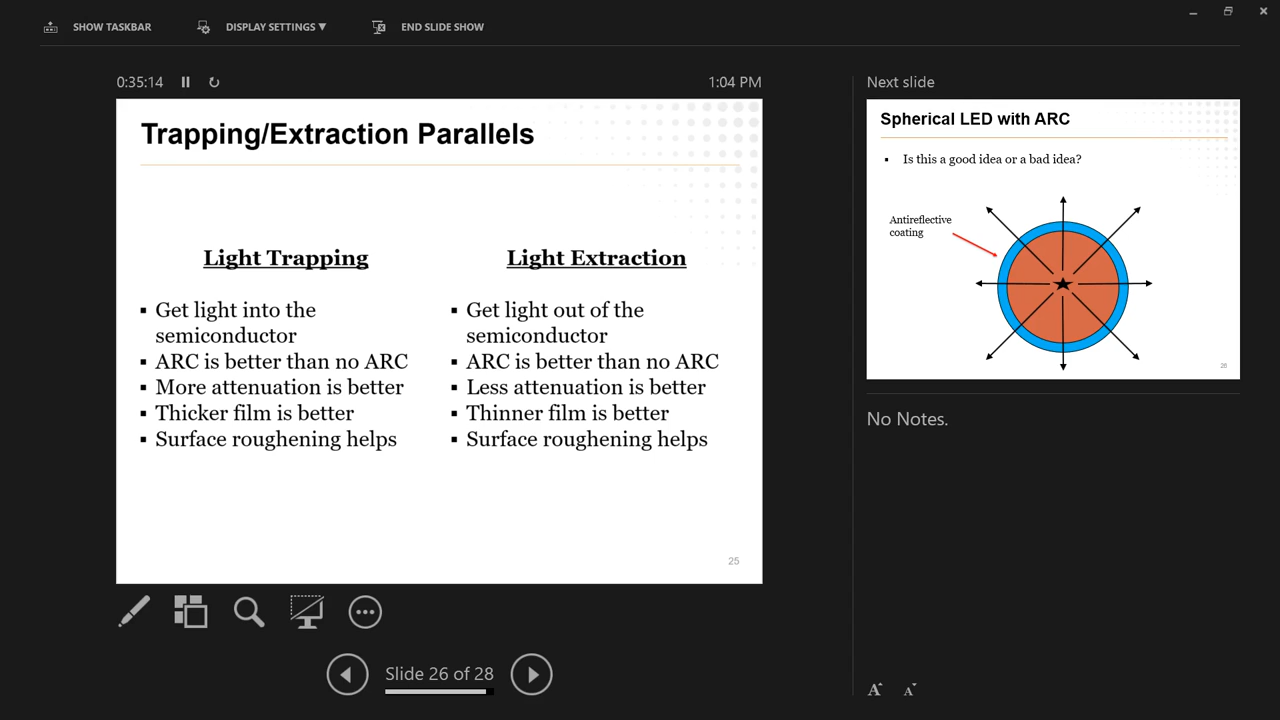 SHOW TASKBAR
DISPLAY SETTINGS ▼
END SLIDE SHOW
0:35:14
1:04 PM
Trapping/Extraction Parallels
Light Trapping
▪ Get light into the
semiconductor
▪ ARC is better than no ARC
▪ More attenuation is better
▪ Thicker film is better
▪ Surface roughening helps
Light Extraction
▪ Get light out of the
semiconductor
▪ ARC is better than no ARC
▪ Less attenuation is better
▪ Thinner film is better
▪ Surface roughening helps
25
Slide 26 of 28
Next slide
Spherical LED with ARC
▪ Is this a good idea or a bad idea?
Antireflective
coating
26
No Notes.
A A